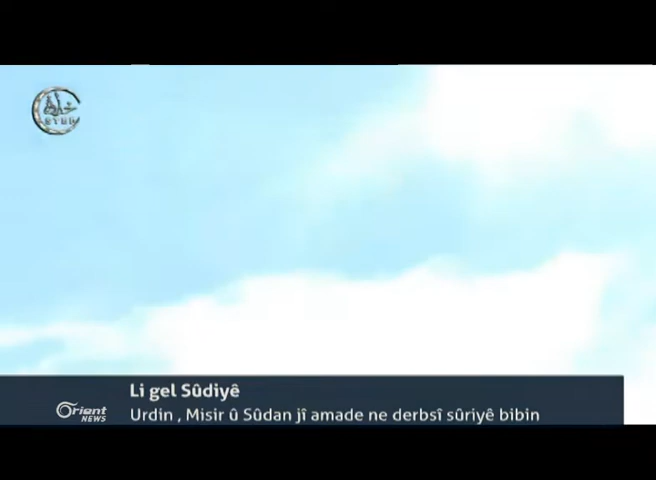 Li gel Sûdiyê
Orient
NEWS
Urdin , Misir û Sûdan jî amade ne derbsî sûriyê bibin